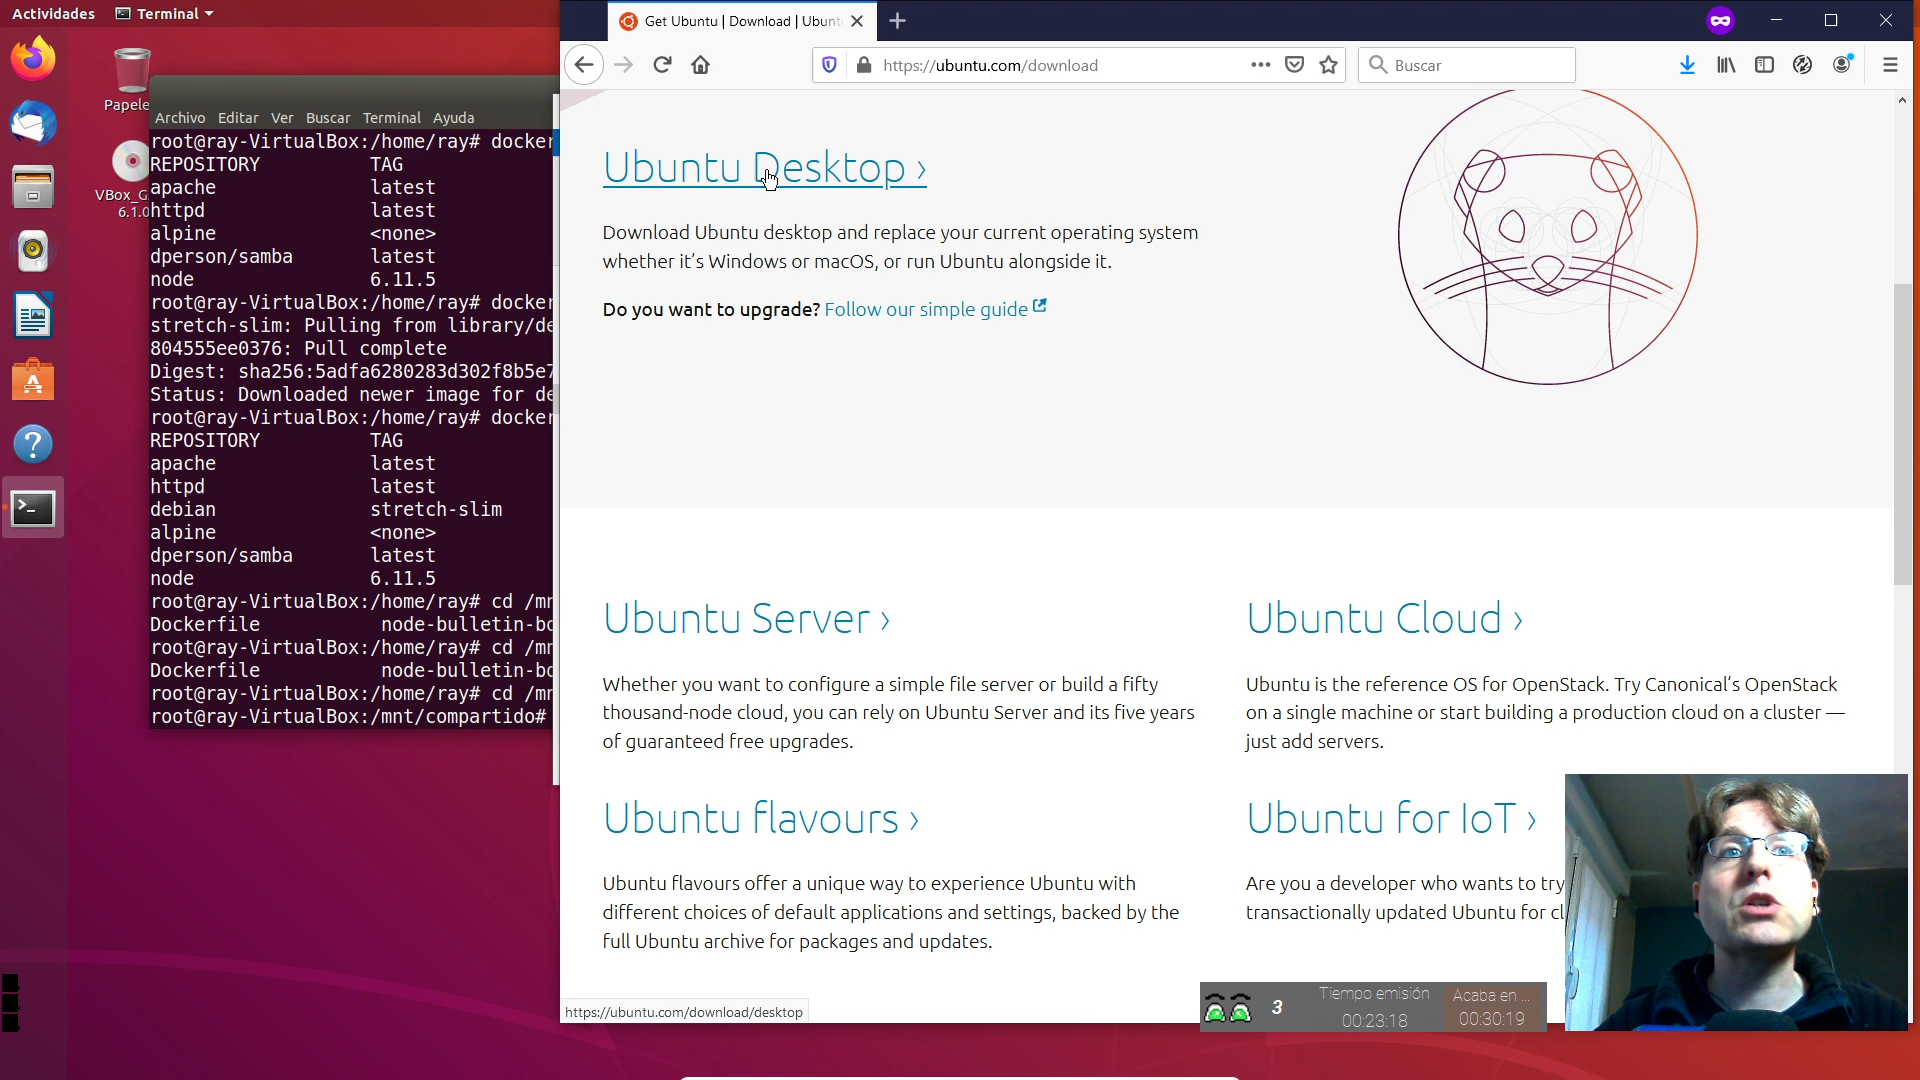 Actividades
Terminal
Papele
VBox_G
6.1.0
Archivo Editar Ver Buscar Terminal Ayuda
root@ray-VirtualBox:/home/ray# docker
REPOSITORY TAG
apache latest
httpd latest
alpine <none>
dperson/samba latest
node 6.11.5
root@ray-VirtualBox:/home/ray# docker
stretch-slim: Pulling from library/de
804555ee0376: Pull complete
Digest: sha256:5adfa6280283d302f8b5e7
Status: Downloaded newer image for de
root@ray-VirtualBox:/home/ray# docker
REPOSITORY TAG
apache latest
httpd latest
debian stretch-slim
alpine <none>
dperson/samba latest
node 6.11.5
root@ray-VirtualBox:/home/ray# cd /mn
Dockerfile node-bulletin-bo
root@ray-VirtualBox:/home/ray# cd /mn
Dockerfile node-bulletin-bo
root@ray-VirtualBox:/home/ray# cd /mn
root@ray-VirtualBox:/mnt/compartido#
Get Ubuntu | Download | Ubunt
https://ubuntu.com/download
Buscar
Ubuntu Desktop ›
Download Ubuntu desktop and replace your current operating system
whether it’s Windows or macOS, or run Ubuntu alongside it.
Do you want to upgrade? Follow our simple guide
Ubuntu Server ›
Whether you want to configure a simple file server or build a fifty
thousand-node cloud, you can rely on Ubuntu Server and its five years
of guaranteed free upgrades.
Ubuntu Cloud ›
Ubuntu is the reference OS for OpenStack. Try Canonical’s OpenStack
on a single machine or start building a production cloud on a cluster —
just add servers.
Ubuntu flavours ›
Ubuntu flavours offer a unique way to experience Ubuntu with
different choices of default applications and settings, backed by the
full Ubuntu archive for packages and updates.
Ubuntu for IoT ›
Are you a developer who wants to try
transactionally updated Ubuntu for cl
https://ubuntu.com/download/desktop
3
Tiempo emisión
00:23:18
Acaba en ...
00:30:19